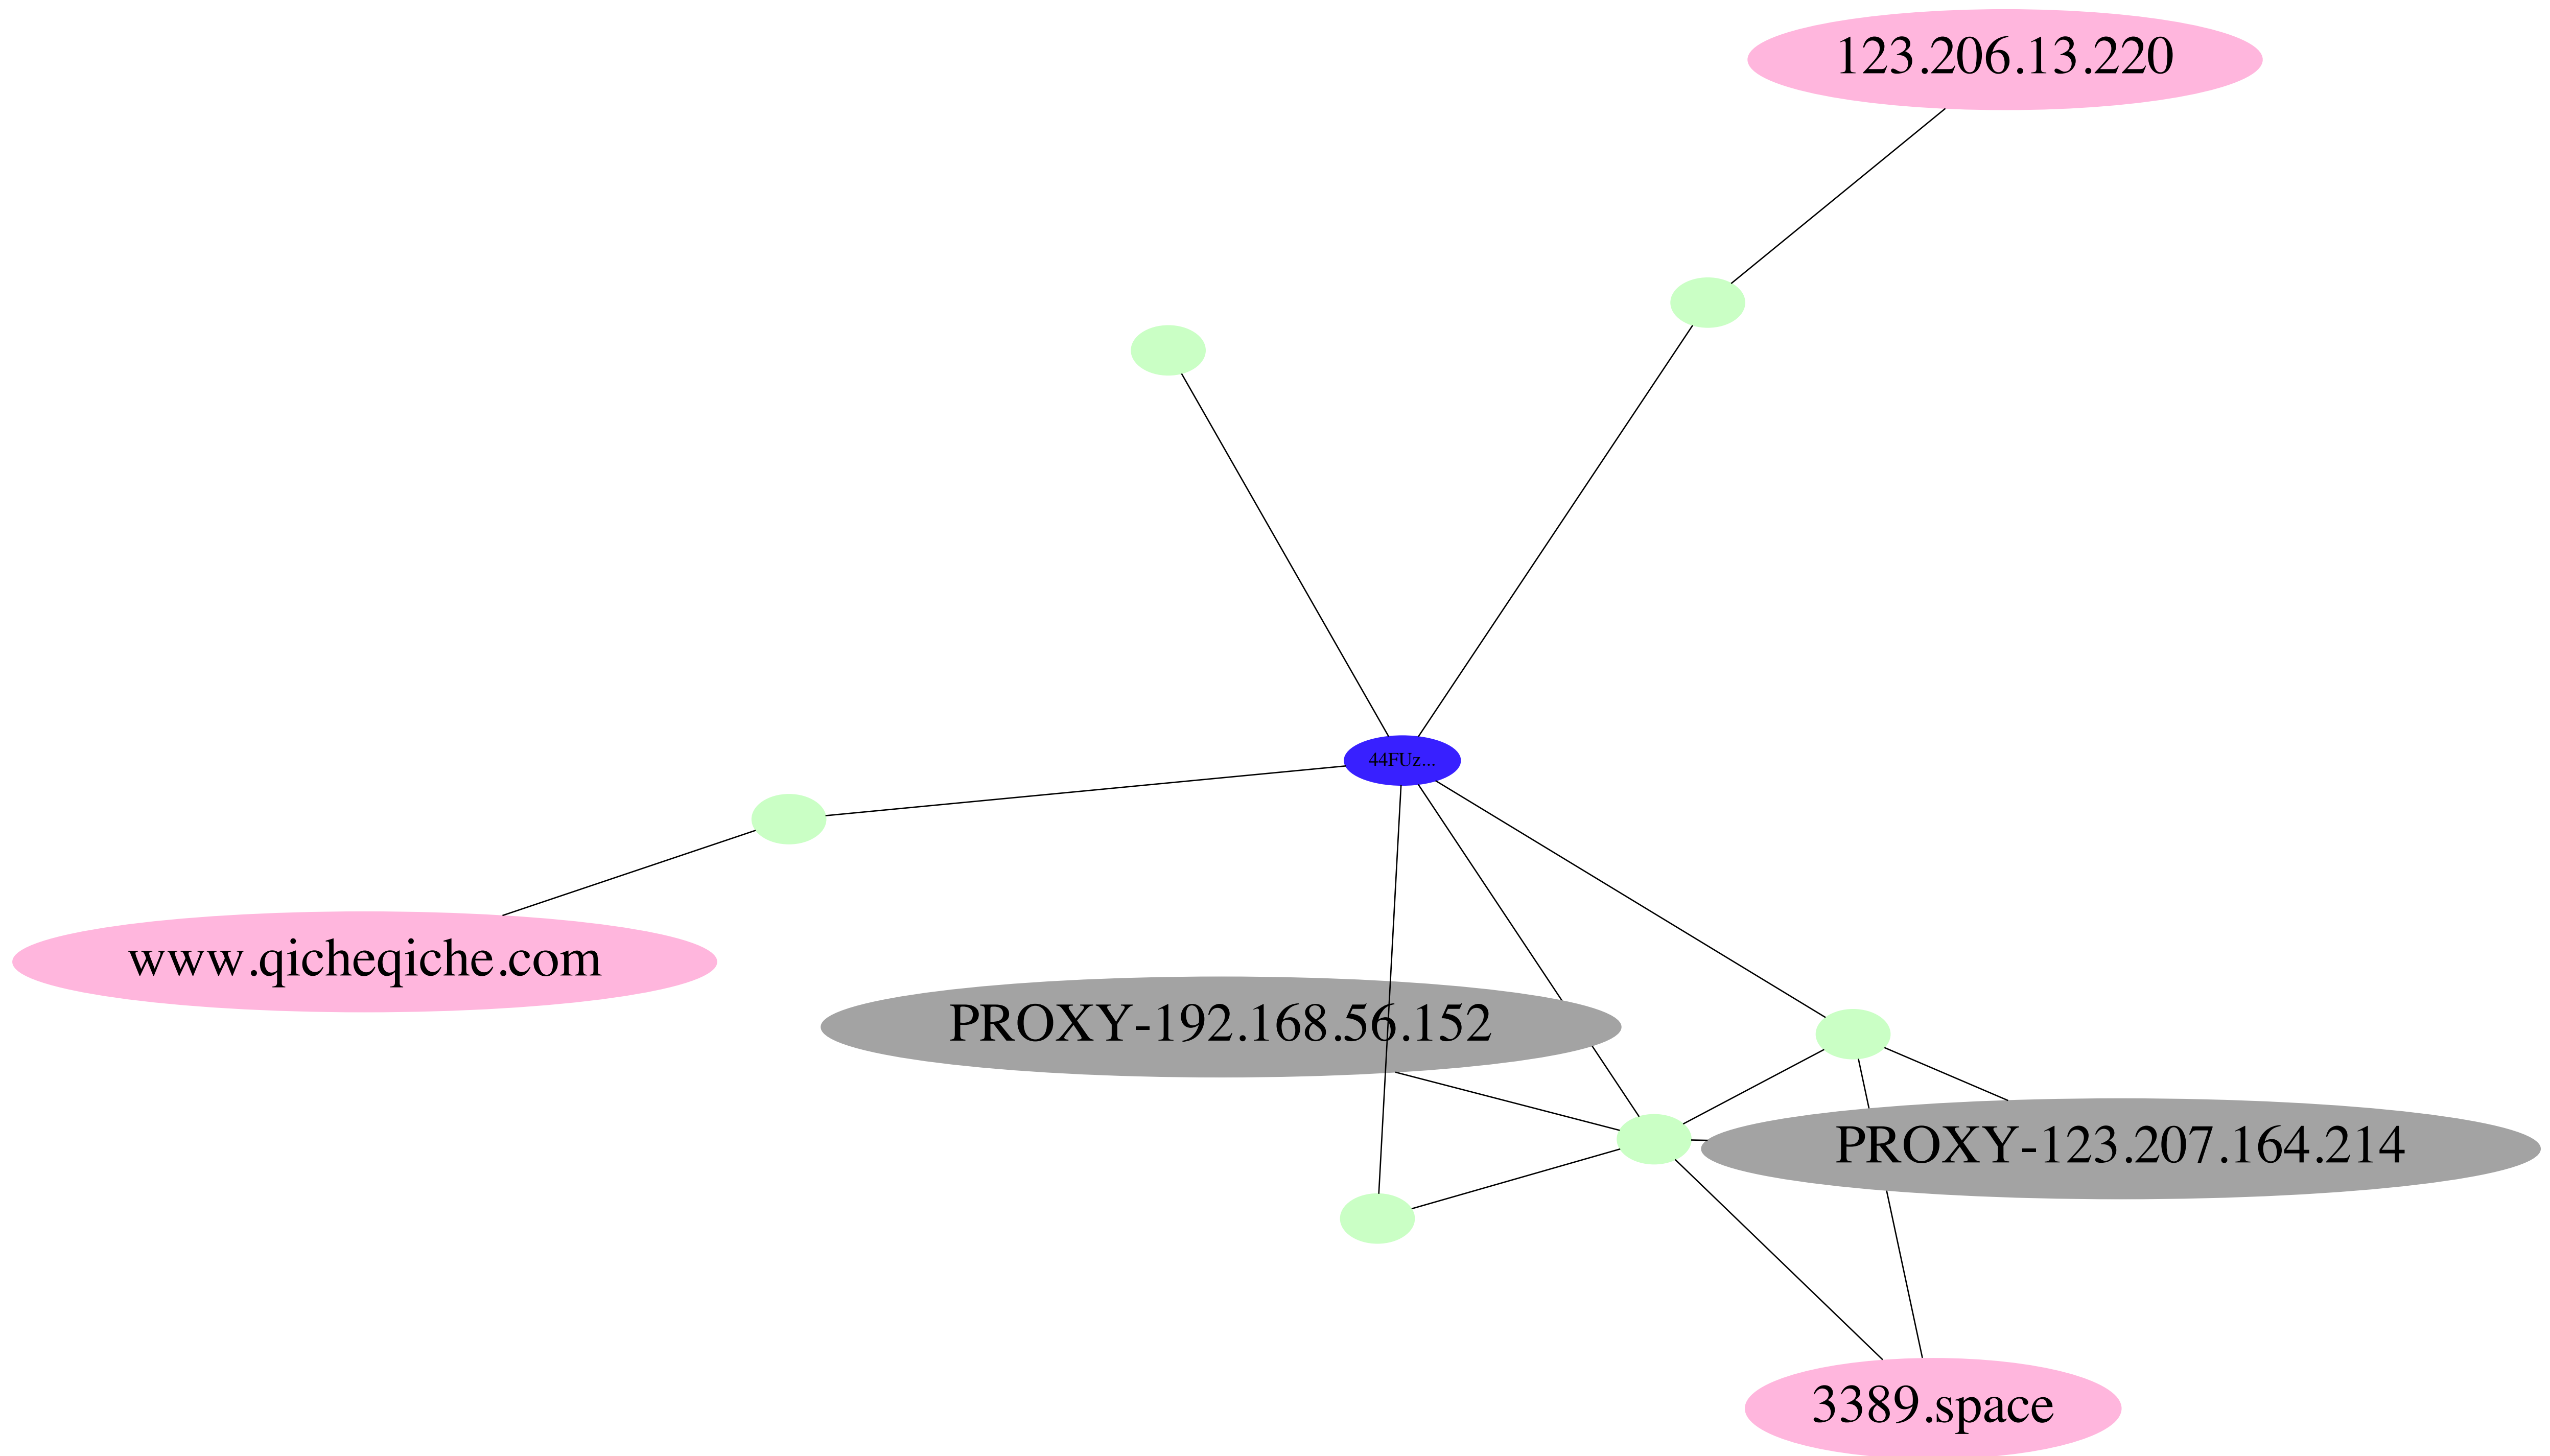 123.206.13.220
44FUz...
www.qicheqiche.com
PROXY-192.168.56.152
PROXY-123.207.164.214
3389.space